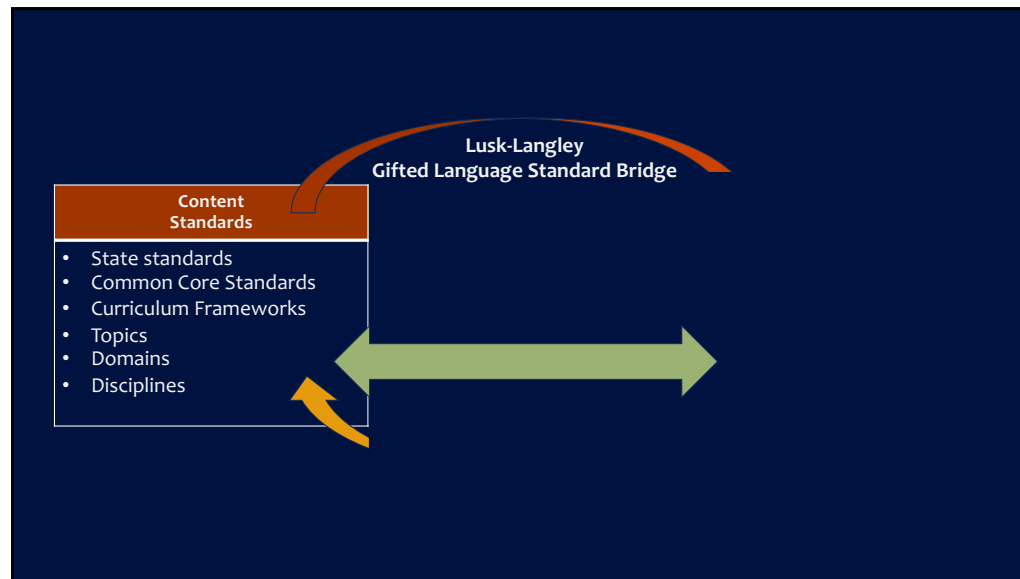 Lusk-Langley
Gifted Language Standard Bridge
Content
Standards
• State standards
• Common Core Standards
• Curriculum Frameworks
• Topics
• Domains
• Disciplines